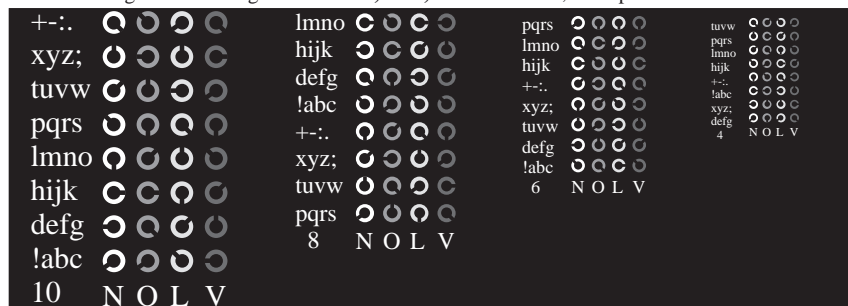 +-:.
xyz;
tuvw
pqrs
lmno
hijk
defg
!abc
10 N O L V
lmno
hijk
defg
!abc
+-:.
xyz;
tuvw
pqrs
8 N O L V
pqrs
lmno
hijk
+-:.
xyz;
tuvw
defg
!abc
6 N O L V
tuvw
pqrs
lmno
hijk
+-:.
!abc
xyz;
defg
4 N O L V